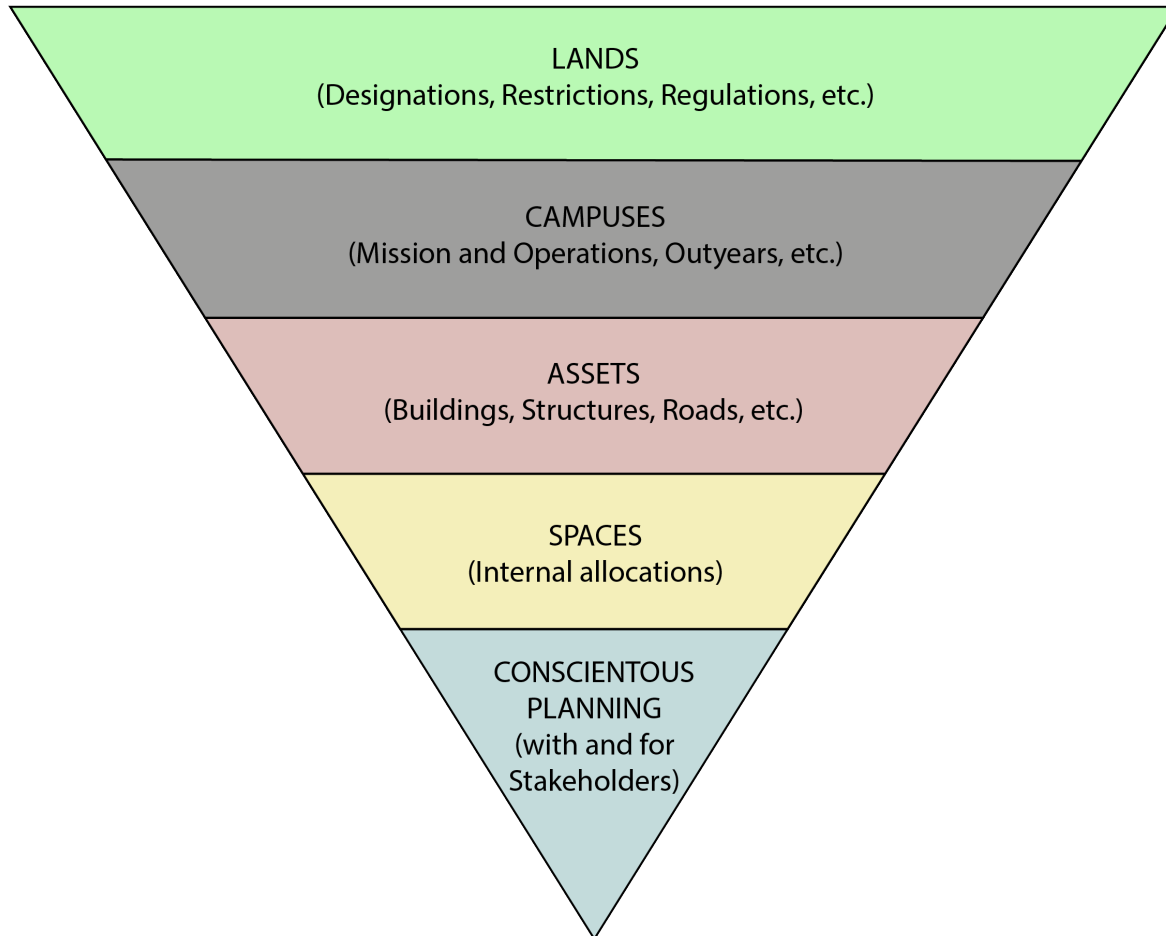 LANDS
(Designations, Restrictions, Regulations, etc.)
CAMPUSES
(Mission and Operations, Outyears, etc.)
ASSETS
(Buildings, Structures, Roads, etc.)
SPACES
(Internal allocations)
CONSCIENTOUS
PLANNING
(with and for
Stakeholders)